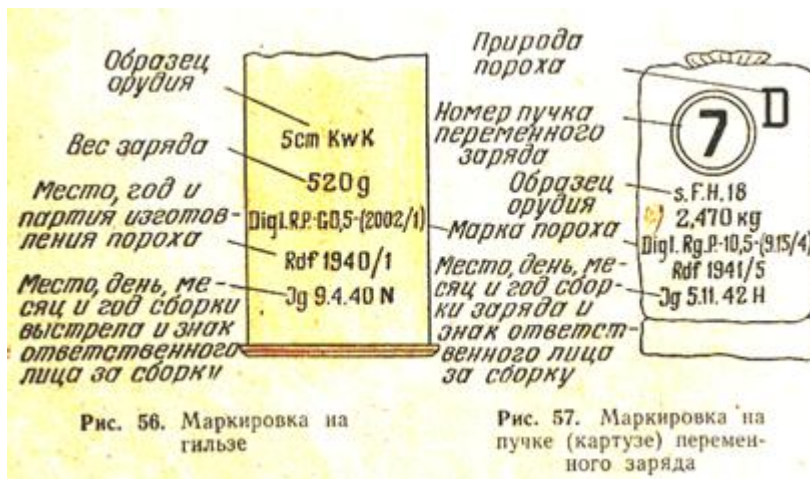 Образец
орудия
Вес заряда
Место, год и
партия изготов-
ления пороха
Место, день, ме-
сяц и год сборки
выстрела и знак
ответственного
лица за сборку
5cm KwK
520g
Digl.R.P.-G0,5-(2002/1)
Rdf 1940/1
Jg 9.4.40 N
Рис. 56. Маркировка на
гильзе
Природа
пороха
Номер пучка
переменного
заряда
Образец
орудия
Марка пороха
Место, день, ме-
сяц и год сбор-
ки заряда и
знак ответст-
венного лица
за сборку
D
7
s.F.H.18
2,470 кg
Digl. Rg.P.-10,5-(9.15/4)
Rdf 1941/5
Jg 5.11.42 H
Рис. 57. Маркировка на
пучке (картузе) перемен-
ного заряда